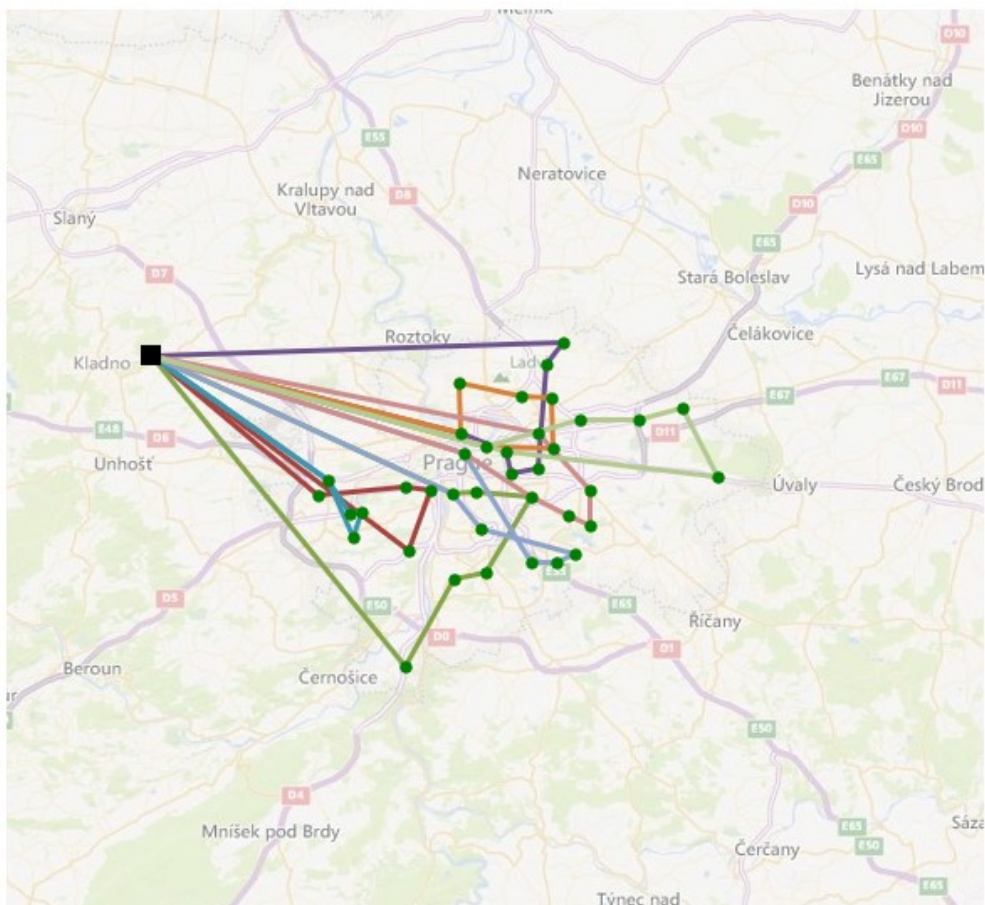 D10
Benátky nad
Jizerou
D10
E55
E65
Neratovice
Kralupy nad
Vltavou
D8
D10
Slaný
E65
D7
Stará Boleslav
Lysá nad Labem
Roztoky
Čelákovice
Kladno
E67
D11
E67
E48
D6
D11
Unhošť
Prague
Úvaly
Český Brod
E50
D5
E65
Říčany
D0
D1
Beroun
Černošice
E50
D4
Mníšek pod Brdy
E65
E50
Čerčany
E65
Týnec nad